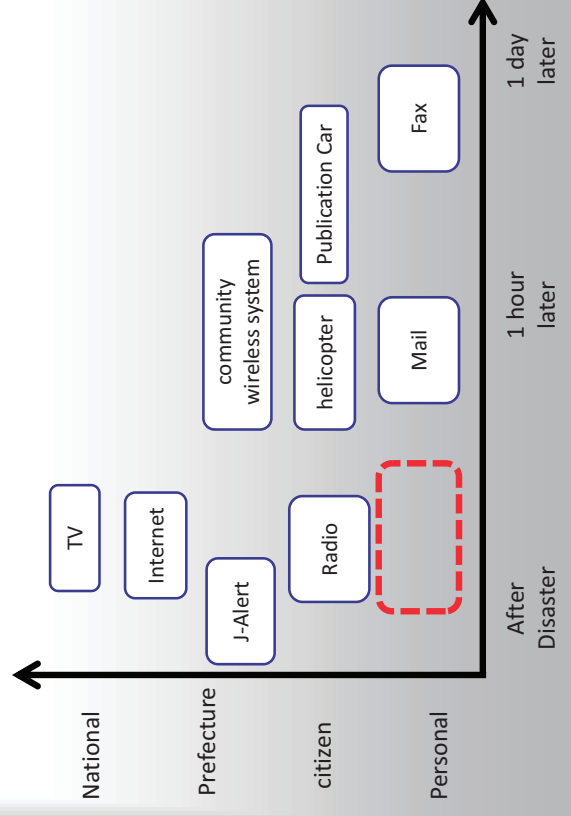 National
Prefecture
citizen
Personal
TV
Internet
J-Alert
Radio
community
wireless system
helicopter
Publication Car
Mail
Fax
After
Disaster
1 hour
later
1 day
later